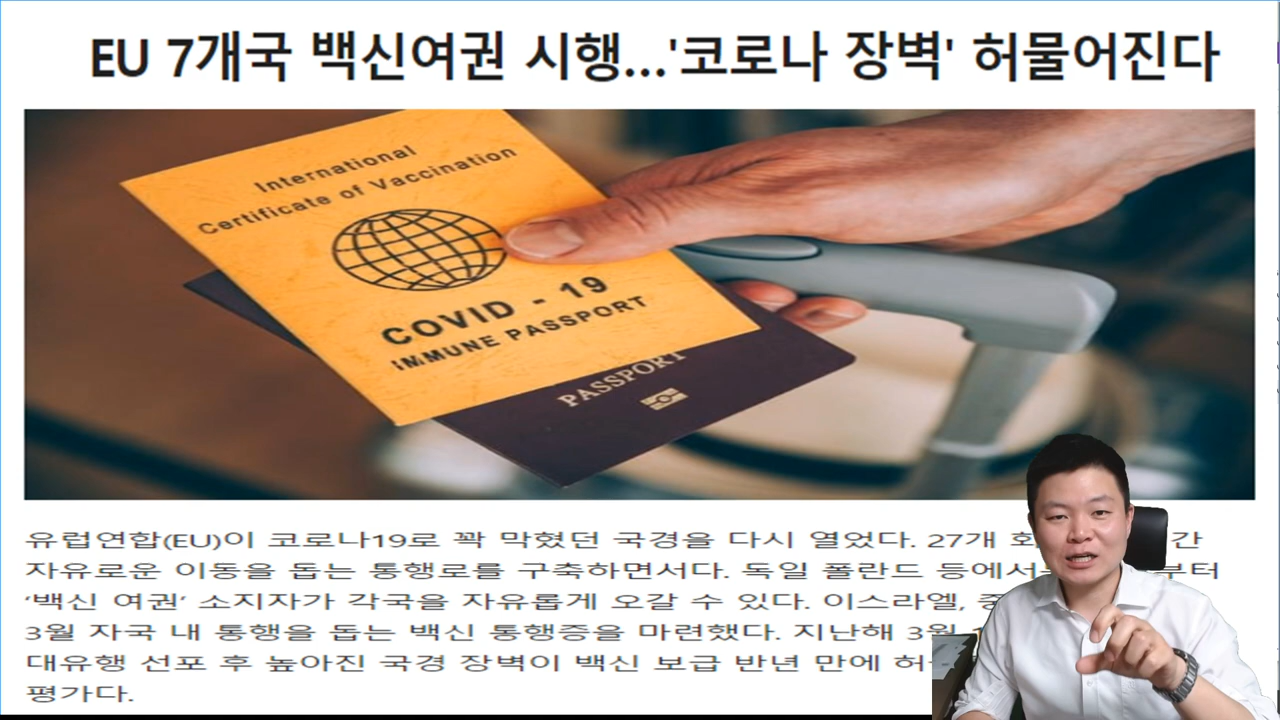 EU 7개국 백신여권 시행...'코로나 장벽' 허물어진다
International
Certificate of Vaccination
COVID - 19
IMMUNE PASSPORT
PASSPORT
유럽연합(EU)이 코로나19로 꽉 막혔던 국경을 다시 열었다. 27개 간
자유로운 이동을 돕는 통행로를 구축하면서다. 독일 폴란드 등에서 부터
‘백신 여권’ 소지자가 각국을 자유롭게 오갈 수 있다. 이스라엘,
3월 자국 내 통행을 돕는 백신 통행증을 마련했다. 지난해 3월
대유행 선포 후 높아진 국경 장벽이 백신 보급 반년 만에
평가다.